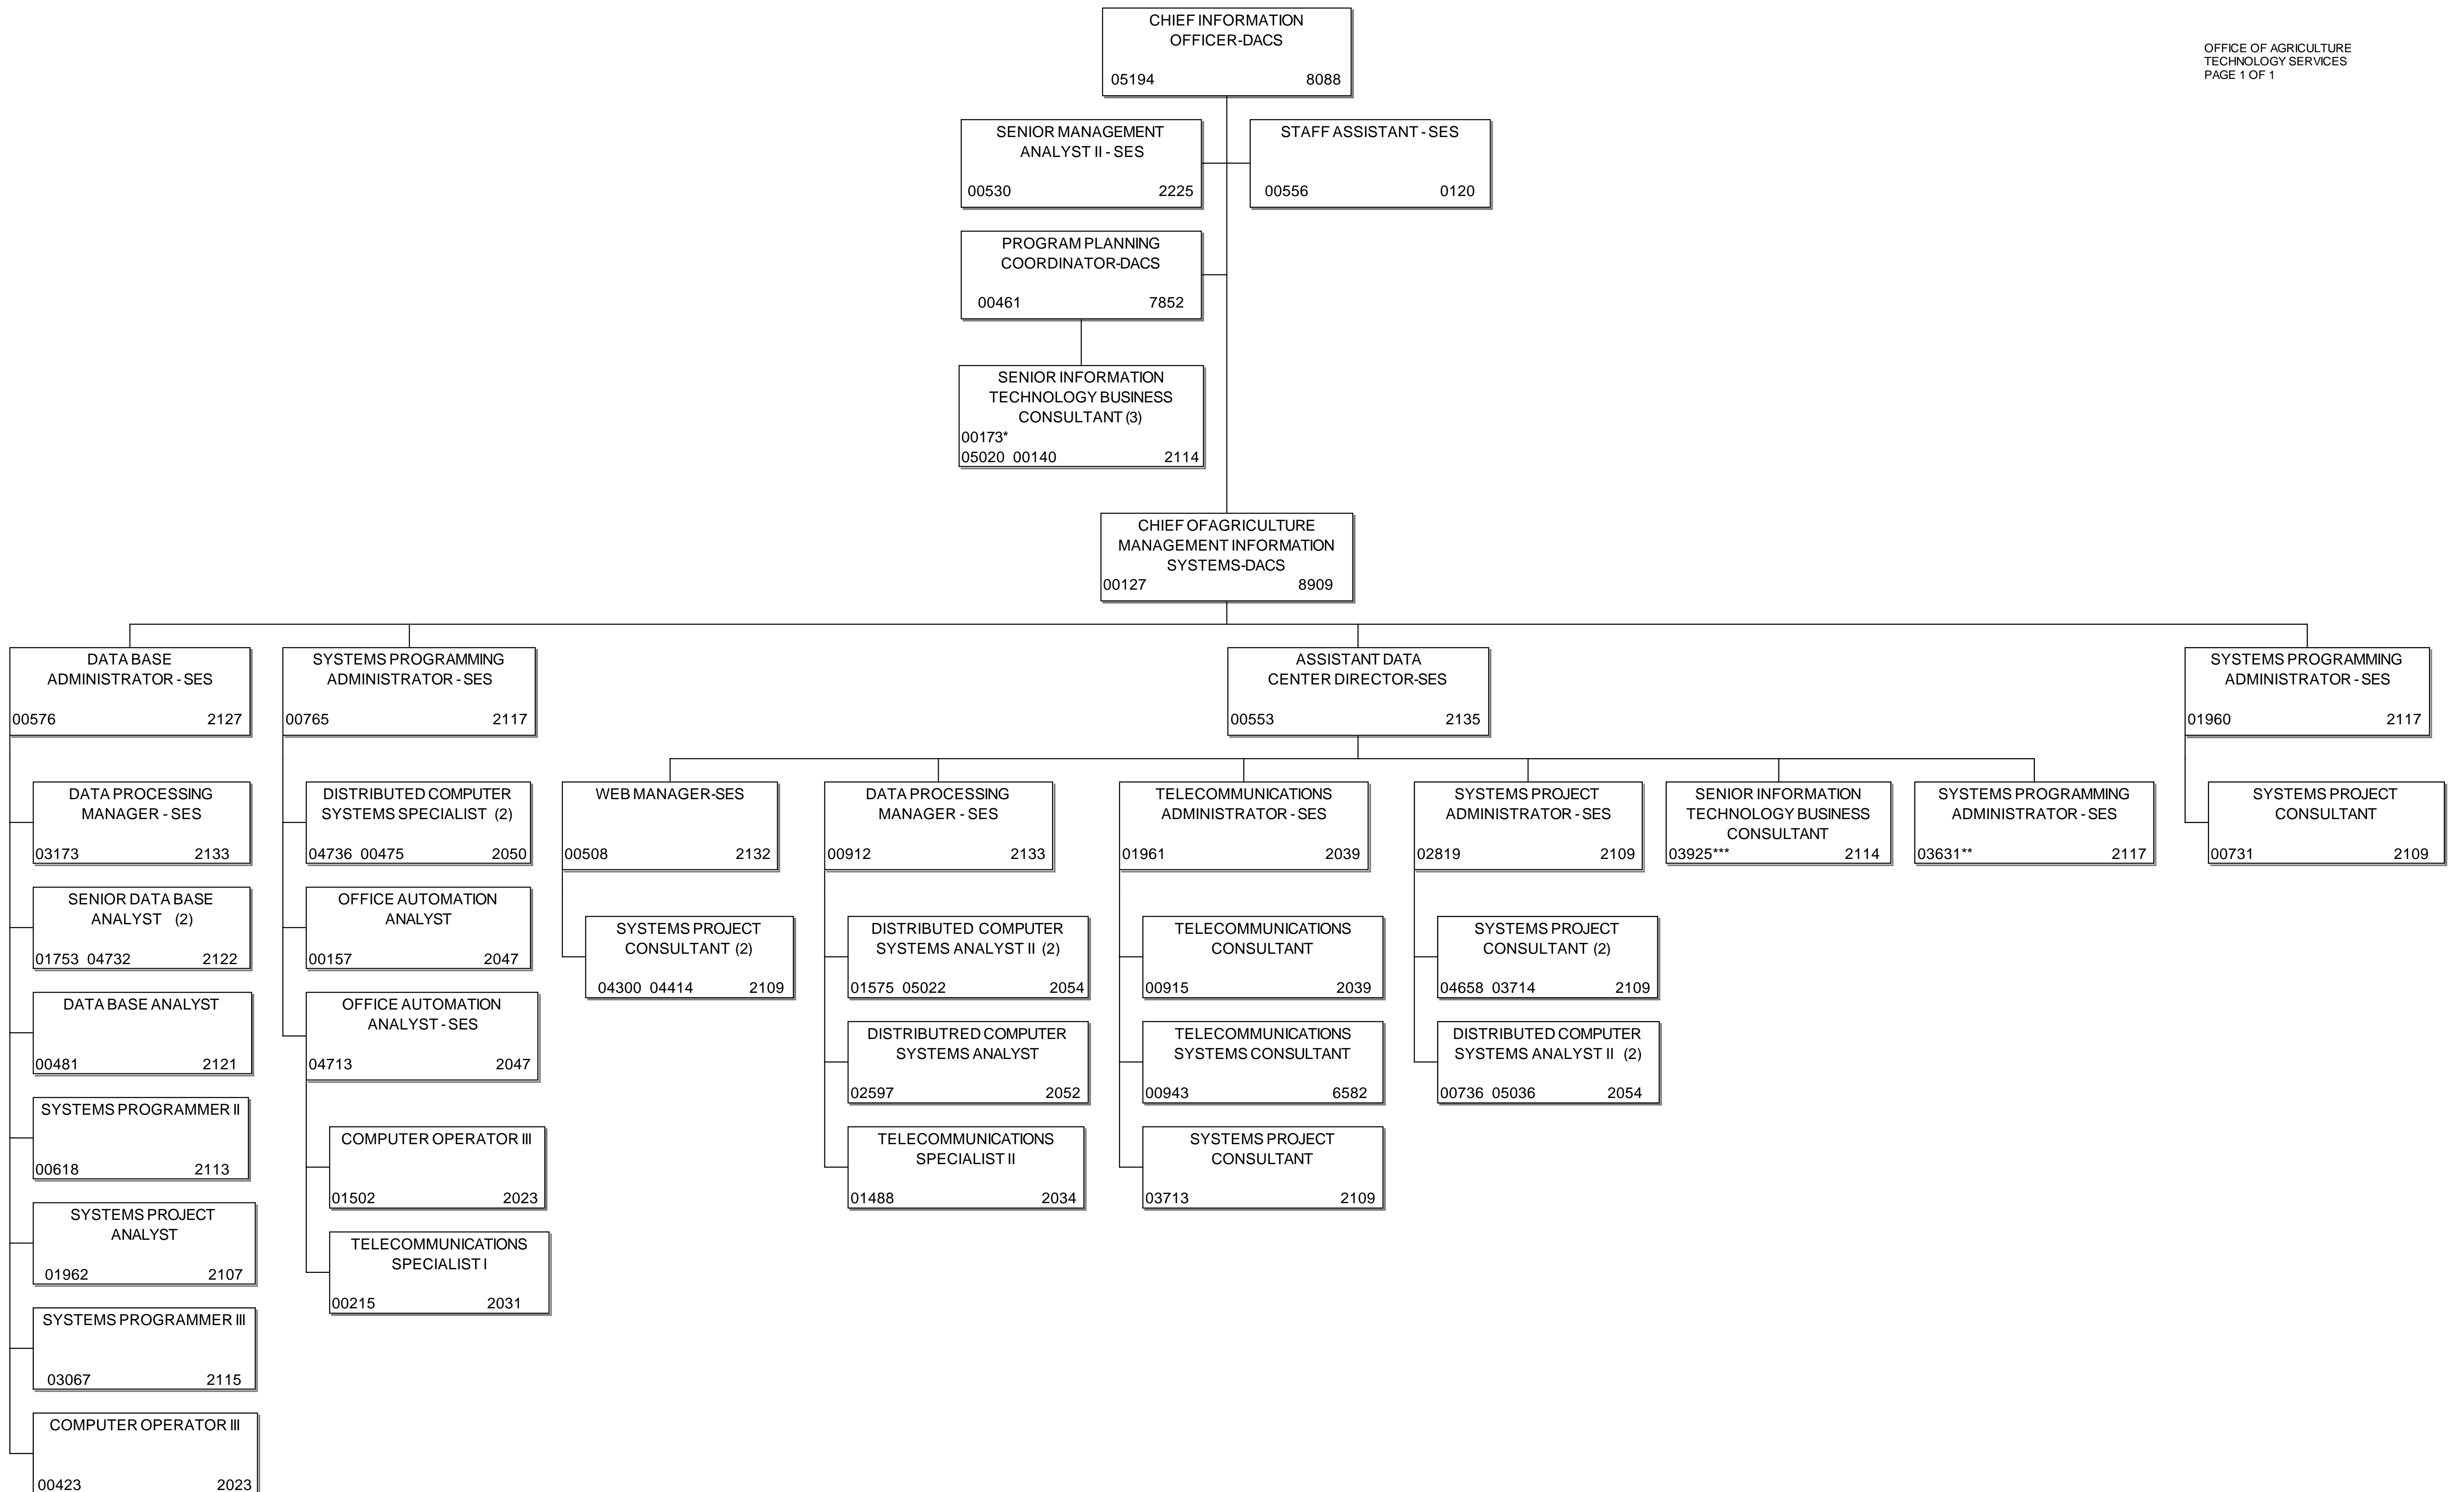 CHIEF INFORMATION
OFFICER-DACS
05194 8088
OFFICE OF AGRICULTURE
TECHNOLOGY SERVICES
PAGE 1 OF 1
SENIOR MANAGEMENT
ANALYST II - SES
00530 2225
STAFF ASSISTANT - SES
00556 0120
PROGRAM PLANNING
COORDINATOR-DACS
00461 7852
SENIOR INFORMATION
TECHNOLOGY BUSINESS
CONSULTANT (3)
00173*
05020 00140 2114
CHIEF OF AGRICULTURE
MANAGEMENT INFORMATION
SYSTEMS-DACS
00127 8909
DATA BASE
ADMINISTRATOR - SES
00576 2127
SYSTEMS PROGRAMMING
ADMINISTRATOR - SES
00765 2117
ASSISTANT DATA
CENTER DIRECTOR-SES
00553 2135
SYSTEMS PROGRAMMING
ADMINISTRATOR - SES
01960 2117
DATA PROCESSING
MANAGER - SES
03173 2133
SENIOR DATA BASE
ANALYST (2)
01753 04732 2122
DATA BASE ANALYST
00481 2121
SYSTEMS PROGRAMMER II
00618 2113
SYSTEMS PROJECT
ANALYST
01962 2107
SYSTEMS PROGRAMMER III
03067 2115
COMPUTER OPERATOR III
00423 2023
DISTRIBUTED COMPUTER
SYSTEMS SPECIALIST (2)
04736 00475 2050
OFFICE AUTOMATION
ANALYST
00157 2047
OFFICE AUTOMATION
ANALYST - SES
04713 2047
COMPUTER OPERATOR III
01502 2023
TELECOMMUNICATIONS
SPECIALIST I
00215 2031
WEB MANAGER-SES
00508 2132
SYSTEMS PROJECT
CONSULTANT (2)
04300 04414 2109
DATA PROCESSING
MANAGER - SES
00912 2133
DISTRIBUTED COMPUTER
SYSTEMS ANALYST II (2)
01575 05022 2054
DISTRIBUTRED COMPUTER
SYSTEMS ANALYST
02597 2052
TELECOMMUNICATIONS
SPECIALIST II
01488 2034
TELECOMMUNICATIONS
ADMINISTRATOR - SES
01961 2039
TELECOMMUNICATIONS
CONSULTANT
00915 2039
TELECOMMUNICATIONS
SYSTEMS CONSULTANT
00943 6582
SYSTEMS PROJECT
CONSULTANT
03713 2109
SYSTEMS PROJECT
ADMINISTRATOR - SES
02819 2109
SYSTEMS PROJECT
CONSULTANT (2)
04658 03714 2109
DISTRIBUTED COMPUTER
SYSTEMS ANALYST II (2)
00736 05036 2054
SENIOR INFORMATION
TECHNOLOGY BUSINESS
CONSULTANT
03925*** 2114
SYSTEMS PROGRAMMING
ADMINISTRATOR - SES
03631** 2117
SYSTEMS PROJECT
CONSULTANT
00731 2109